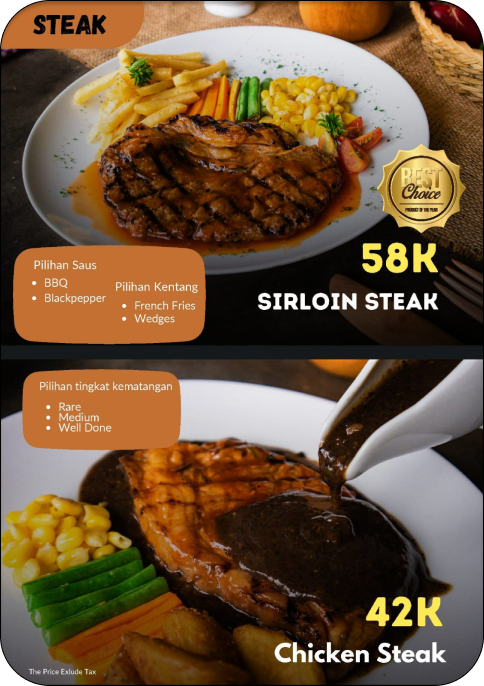 STEAK
BEST
Choice
PRODUCT OF THE YEAR
58K
SIRLOIN STEAK
Pilihan Saus
• BBQ
• Blackpepper
Pilihan Kentang
• French Fries
• Wedges
Pilihan tingkat kematangan
• Rare
• Medium
• Well Done
42K
Chicken Steak
The Price Exlude Tax